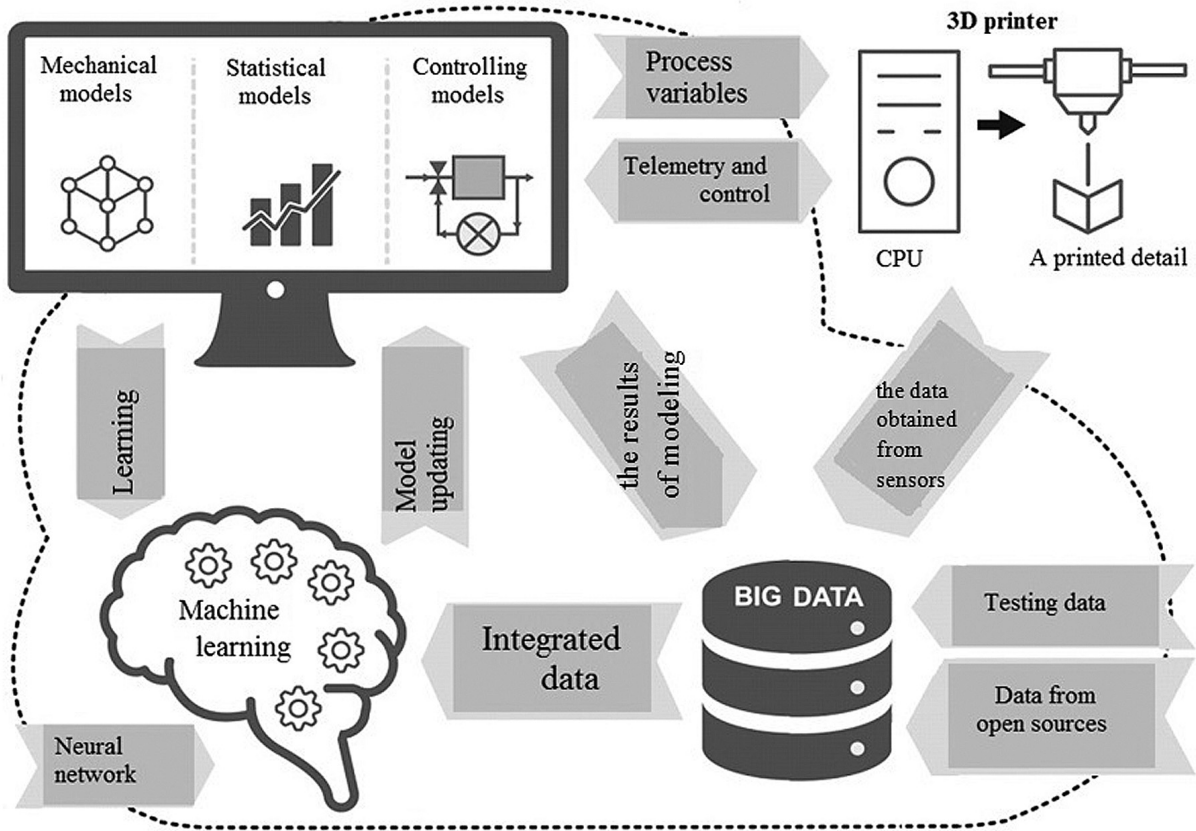 3D printer
Mechanical
models
Statistical
models
Controlling
models
Process
variables
Telemetry and
control
CPU
A printed detail
Learning
Model
updating
the results
of modeling
the data
obtained
from
sensors
Machine
learning
Integrated
data
BIG DATA
Testing data
Data from
open sources
Neural
network